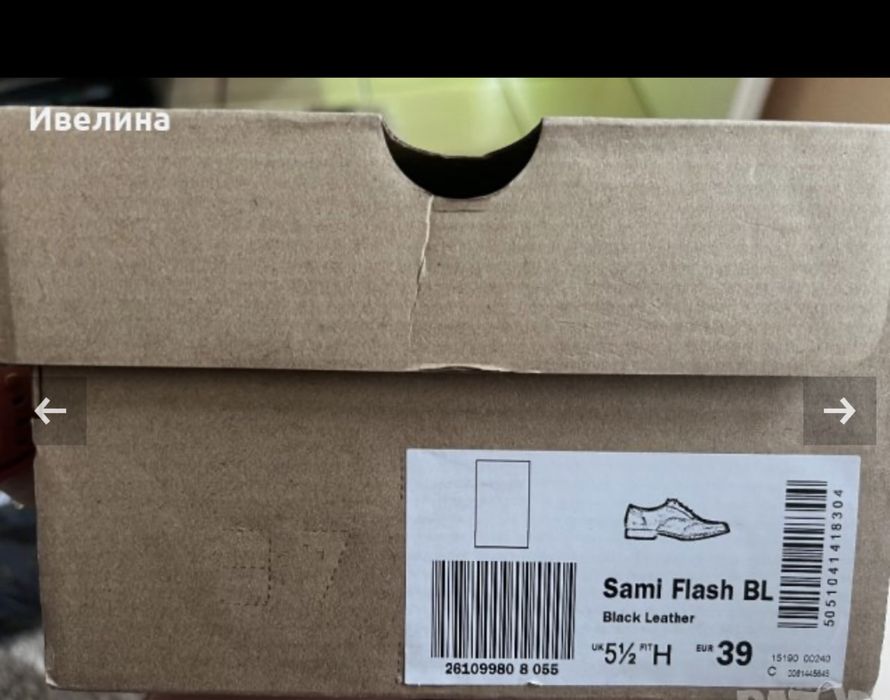 Ивелина
Sami Flash BL
Black Leather
UK 5½ FIT H EUR 39
26109980 8 055
5051041418304
15190 00240
C